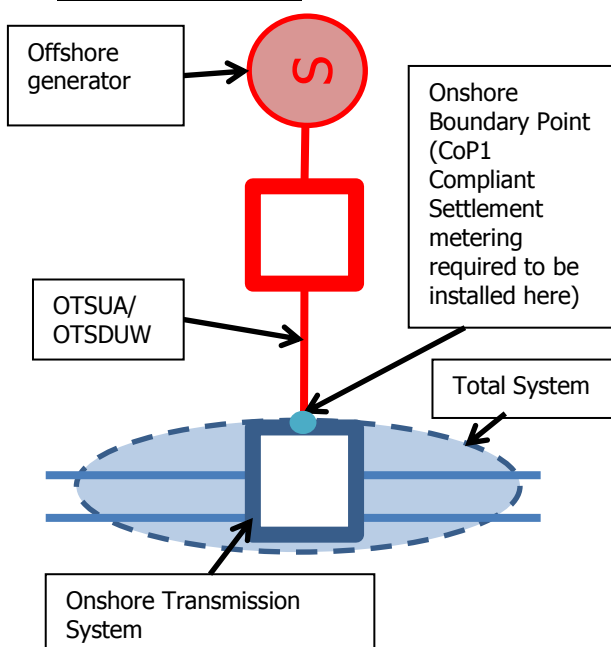 Offshore
generator
S
Onshore
Boundary Point
(CoP1
Compliant
Settlement
metering
required to be
installed here)
OTSUA/
OTSDUW
Total System
Onshore Transmission
System